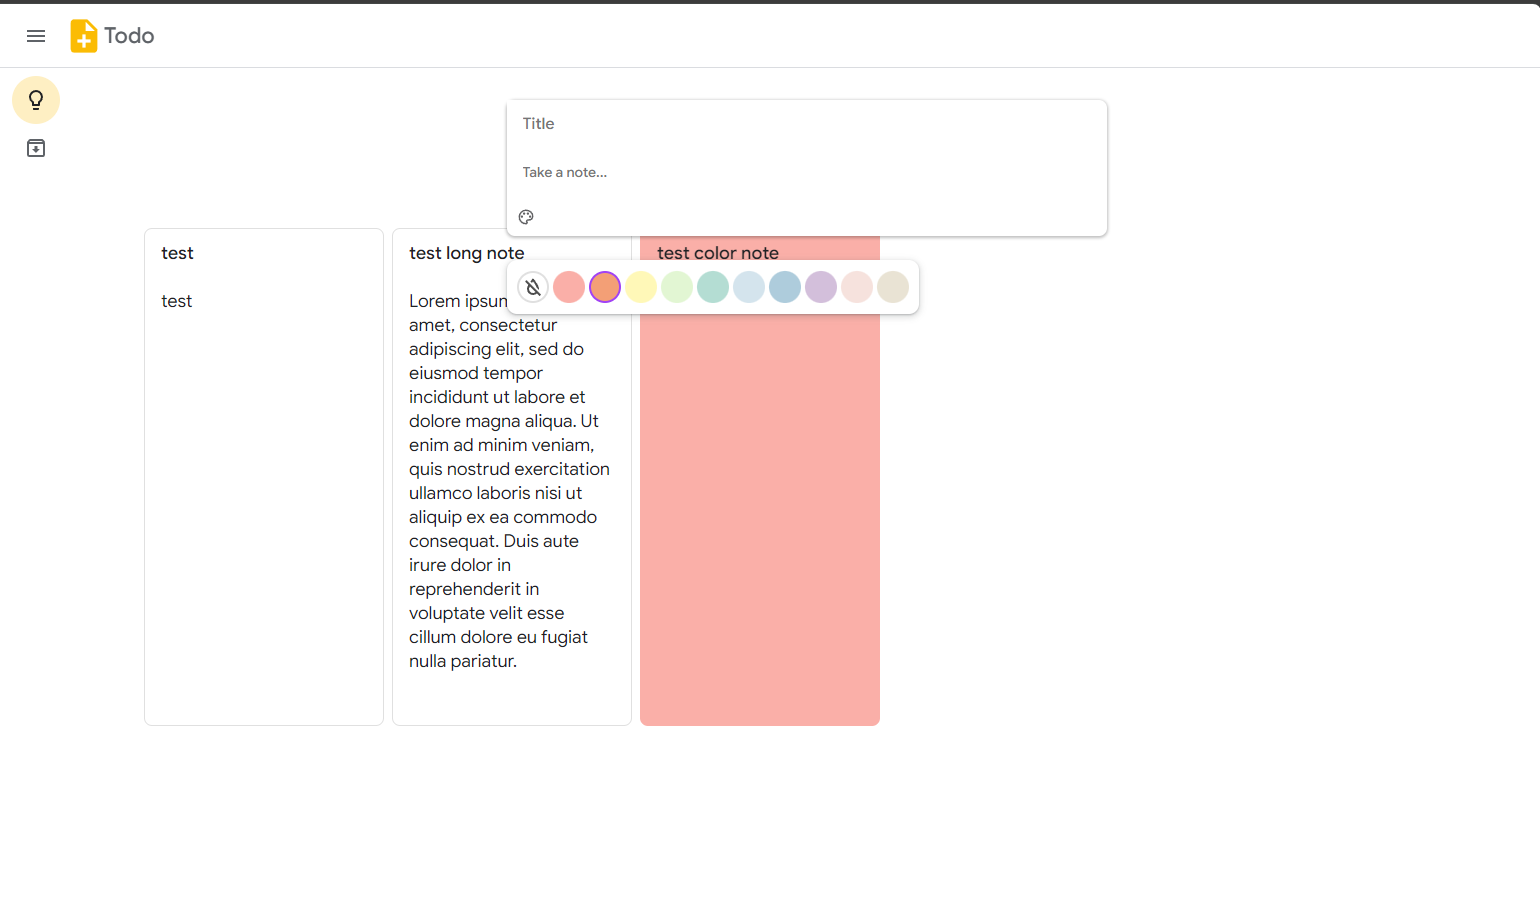 Todo
Title
Take a note...
test
test
test long note
Lorem ipsum
amet, consectetur
adipiscing elit, sed do
eiusmod tempor
incididunt ut labore et
dolore magna aliqua. Ut
enim ad minim veniam,
quis nostrud exercitation
ullamco laboris nisi ut
aliquip ex ea commodo
consequat. Duis aute
irure dolor in
reprehenderit in
voluptate velit esse
cillum dolore eu fugiat
nulla pariatur.
test color note